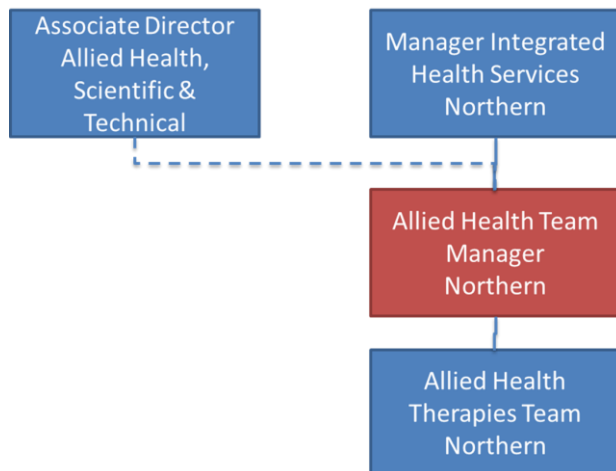 Associate Director
Allied Health,
Scientific &
Technical
Manager Integrated
Health Services
Northern
Allied Health Team
Manager
Northern
Allied Health
Therapies Team
Northern